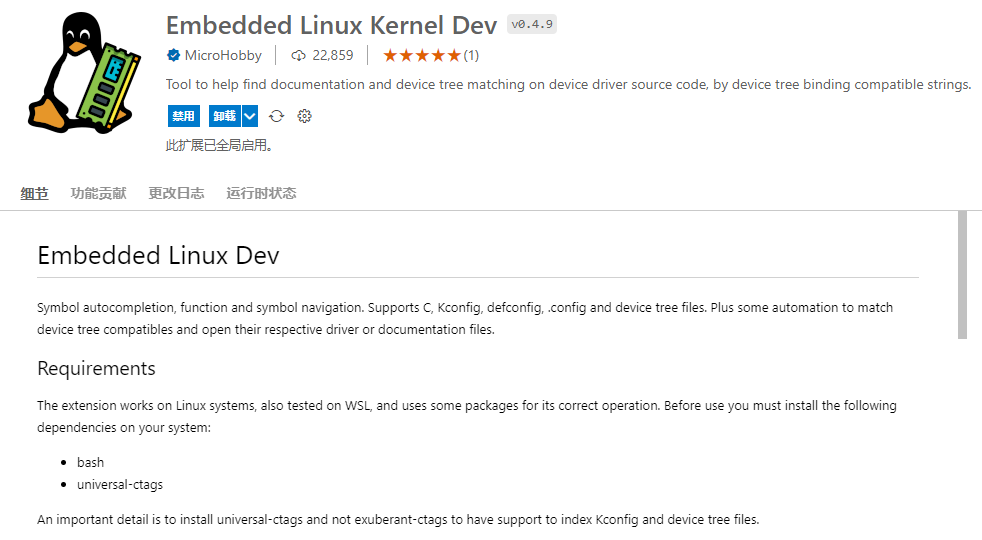 Embedded Linux Kernel Dev v0.4.9
MicroHobby 22,859 (1)
Tool to help find documentation and device tree matching on device driver source code, by device tree binding compatible strings.
禁用 卸载
此扩展已全局启用。
细节 功能贡献 更改日志 运行时状态
Embedded Linux Dev
Symbol autocompletion, function and symbol navigation. Supports C, Kconfig, defconfig, .config and device tree files. Plus some automation to match
device tree compatibles and open their respective driver or documentation files.
Requirements
The extension works on Linux systems, also tested on WSL, and uses some packages for its correct operation. Before use you must install the following
dependencies on your system:
• bash
• universal-ctags
An important detail is to install universal-ctags and not exuberant-ctags to have support to index Kconfig and device tree files.